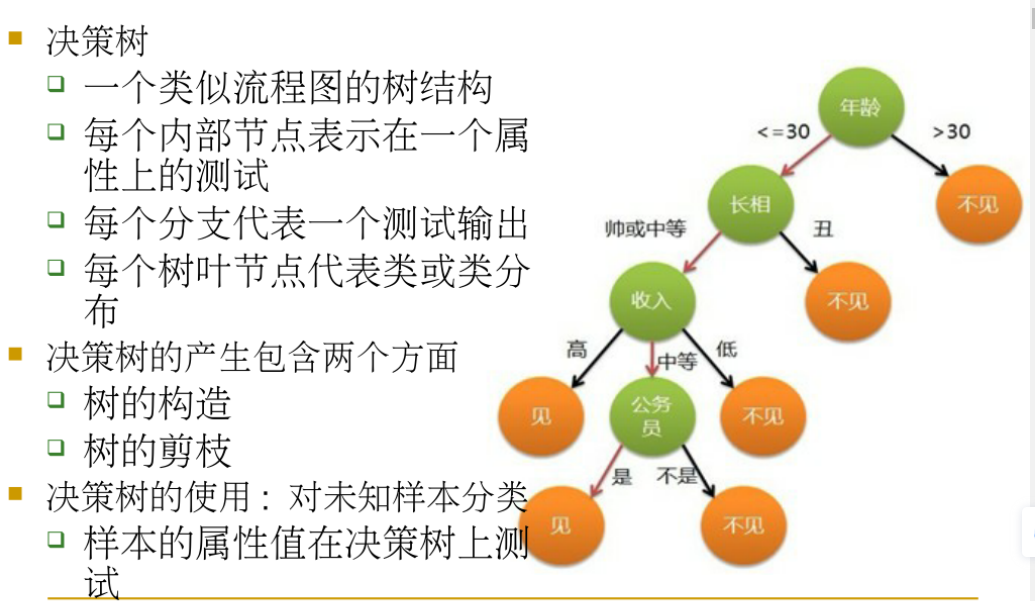 决策树
一个类似流程图的树结构
每个内部节点表示在一个属
性上的测试
每个分支代表一个测试输出
每个树叶节点代表类或类分
布
决策树的产生包含两个方面
树的构造
树的剪枝
决策树的使用：对未知样本分类
样本的属性值在决策树上测
试
年龄
<=30
>30
长相
不见
帅或中等
丑
收入
不见
高
中等
低
见
公务
员
不见
是
不是
见
不见